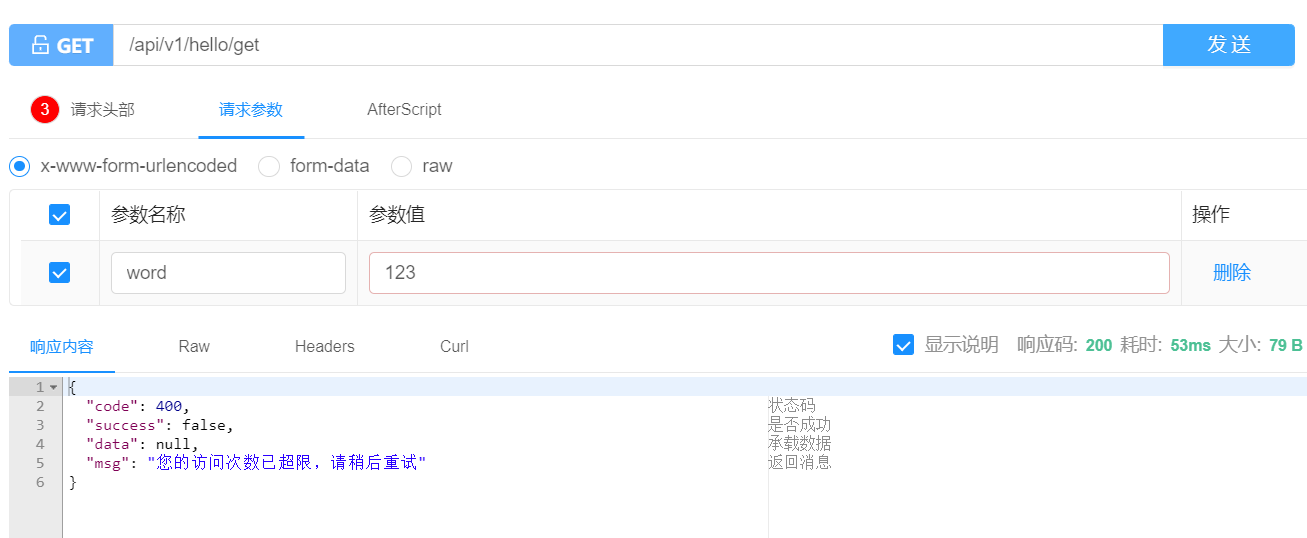 GET /api/v1/hello/get 发 送
3 请求头部 请求参数 AfterScript
x-www-form-urlencoded form-data raw
参数名称 参数值 操作
word 123 删除
响应内容 Raw Headers Curl 显示说明 响应码: 200 耗时: 53ms 大小: 79 B
1 {
2 "code": 400, 状态码
3 "success": false, 是否成功
4 "data": null, 承载数据
5 "msg": "您的访问次数已超限，请稍后重试" 返回消息
6 }